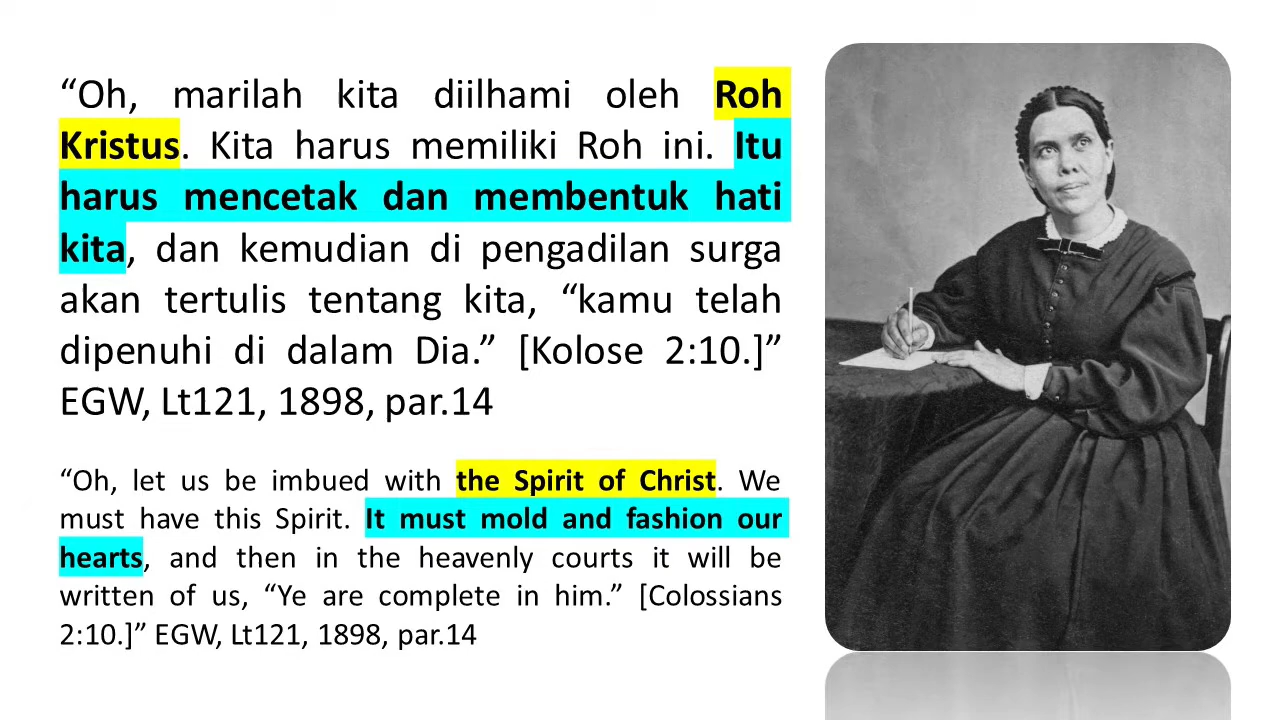 “Oh, marilah kita diilhami oleh Roh
Kristus. Kita harus memiliki Roh ini. Itu
harus mencetak dan membentuk hati
kita, dan kemudian di pengadilan surga
akan tertulis tentang kita, “kamu telah
dipenuhi di dalam Dia.” [Kolose 2:10.]”
EGW, Lt121, 1898, par.14
“Oh, let us be imbued with the Spirit of Christ. We
must have this Spirit. It must mold and fashion our
hearts, and then in the heavenly courts it will be
written of us, “Ye are complete in him.” [Colossians
2:10.]” EGW, Lt121, 1898, par.14